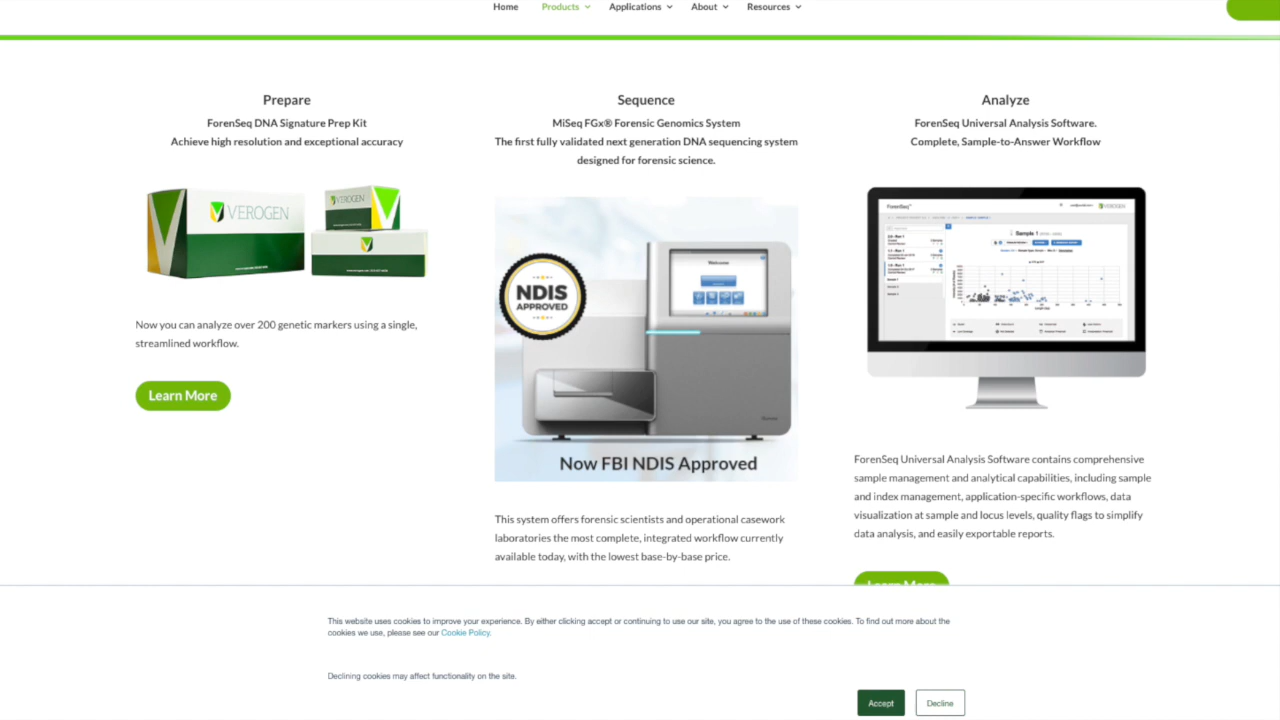 Home Products Applications About Resources
Prepare
ForenSeq DNA Signature Prep Kit
Achieve high resolution and exceptional accuracy
VEROGEN
VEROGEN
Now you can analyze over 200 genetic markers using a single,
streamlined workflow.
Learn More
Sequence
MiSeq FGx® Forensic Genomics System
The first fully validated next generation DNA sequencing system
designed for forensic science.
NDIS
APPROVED
Welcome
Now FBI NDIS Approved
This system offers forensic scientists and operational casework
laboratories the most complete, integrated workflow currently
available today, with the lowest base-by-base price.
Analyze
ForenSeq Universal Analysis Software.
Complete, Sample-to-Answer Workflow
ForenSeq™
VEROGEN
Sample 1
ForenSeq Universal Analysis Software contains comprehensive
sample management and analytical capabilities, including sample
and index management, application-specific workflows, data
visualization at sample and locus levels, quality flags to simplify
data analysis, and easily exportable reports.
Learn More
This website uses cookies to improve your experience. By either clicking accept or continuing to use our site, you agree to the use of these cookies. To find out more about the
cookies we use, please see our Cookie Policy.
Declining cookies may affect functionality on the site.
Accept Decline